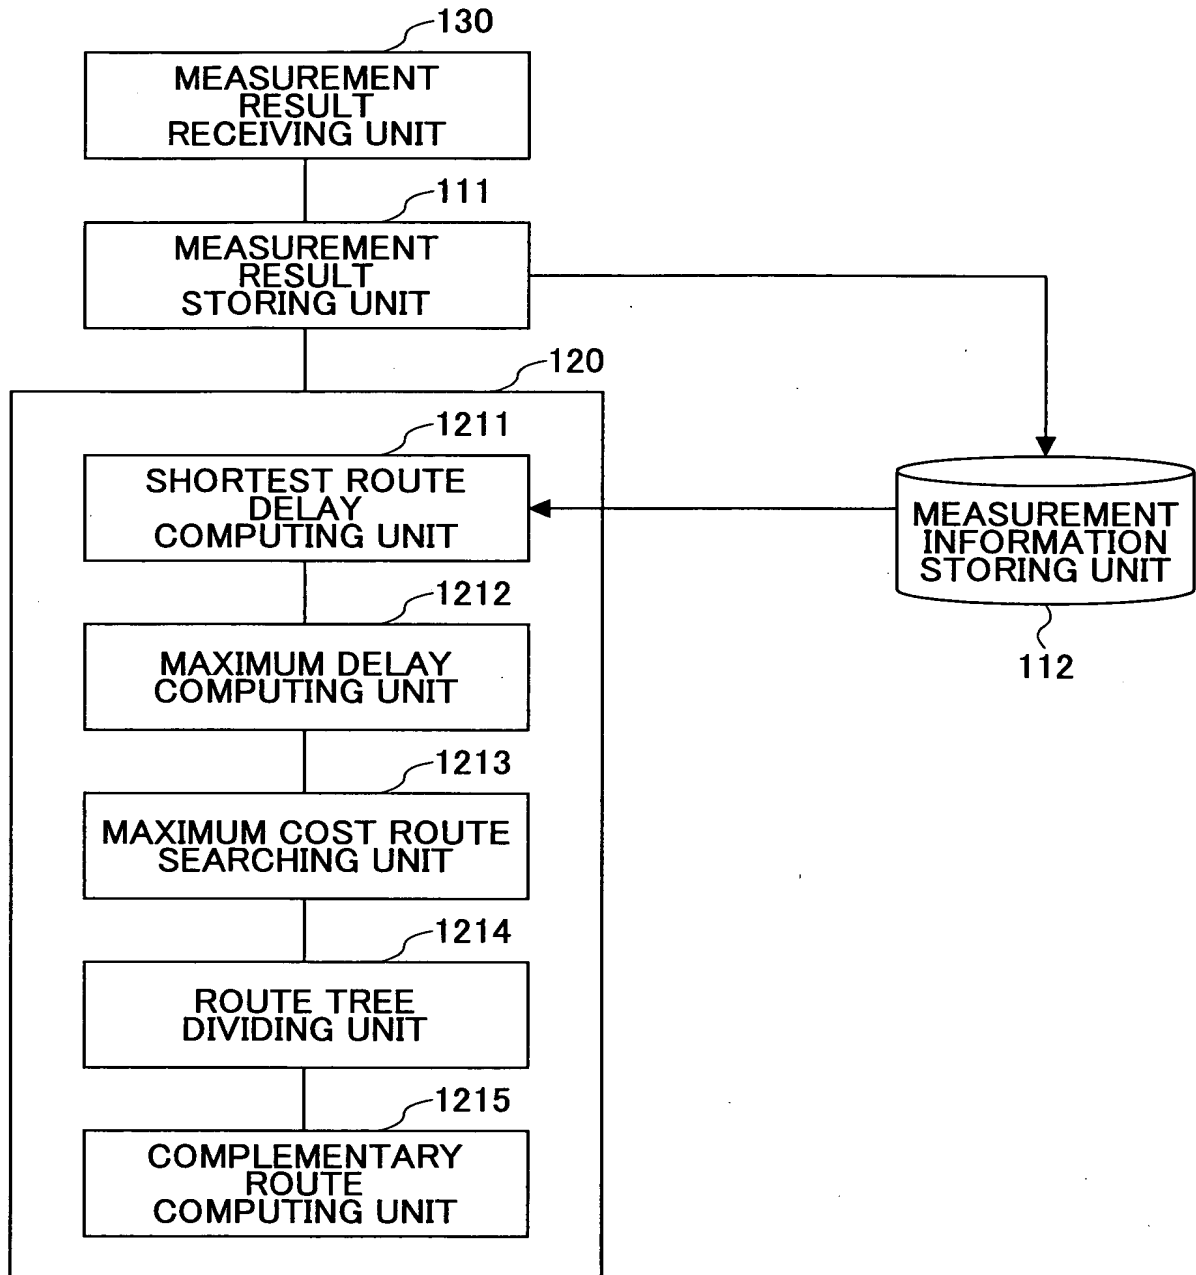 130
MEASUREMENT
RESULT
RECEIVING UNIT
111
MEASUREMENT
RESULT
STORING UNIT
120
1211
SHORTEST ROUTE
DELAY
COMPUTING UNIT
MEASUREMENT
INFORMATION
STORING UNIT
112
1212
MAXIMUM DELAY
COMPUTING UNIT
1213
MAXIMUM COST ROUTE
SEARCHING UNIT
1214
ROUTE TREE
DIVIDING UNIT
1215
COMPLEMENTARY
ROUTE
COMPUTING UNIT